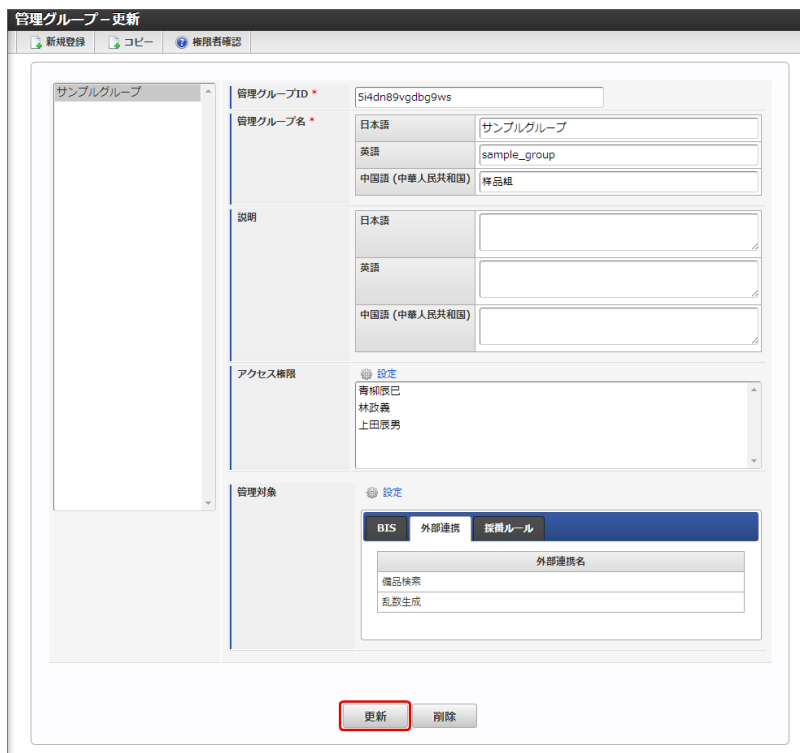 管理グループ－更新
新規登録 コピー 権限者確認
サンプルグループ
管理グループID *
5i4dn89vgdbg9ws
管理グループ名 *
日本語
サンプルグループ
英語
sample_group
中国語 (中華人民共和国)
样品組
説明
日本語
英語
中国語 (中華人民共和国)
アクセス権限
設定
青柳辰巳
林政義
上田辰男
管理対象
設定
BIS 外部連携 採番ルール
外部連携名
備品検索
乱数生成
更新 削除